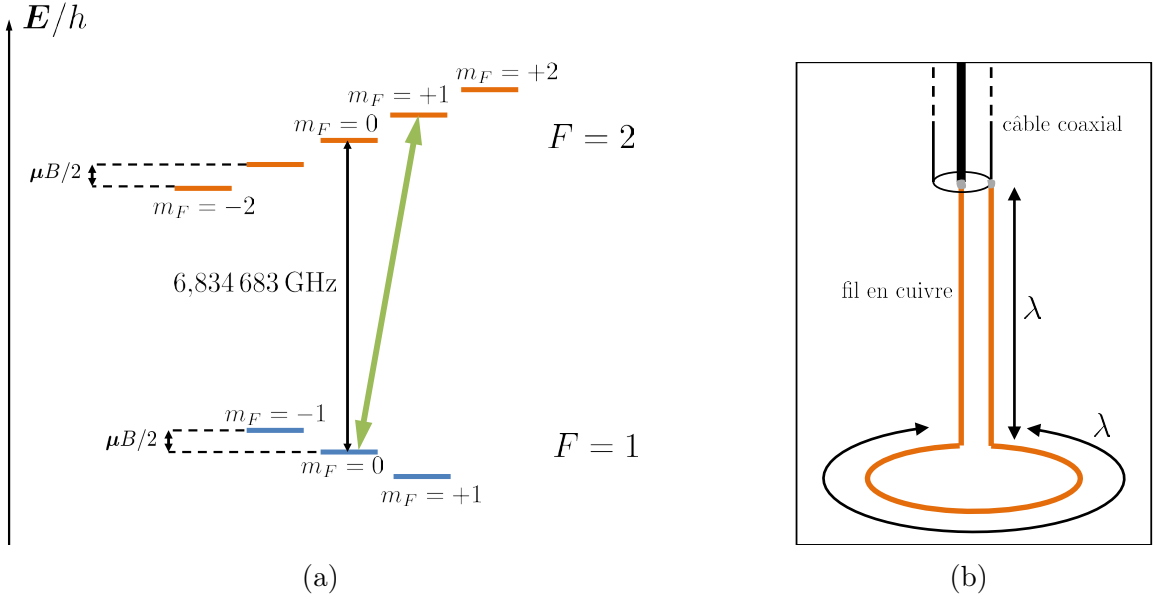 E/h
m_F = +2
m_F = +1
m_F = 0
F = 2
μB/2
m_F = −2
6,834 683 GHz
m_F = −1
μB/2
m_F = 0
F = 1
m_F = +1
(a)
câble coaxial
fil en cuivre
λ
λ
(b)